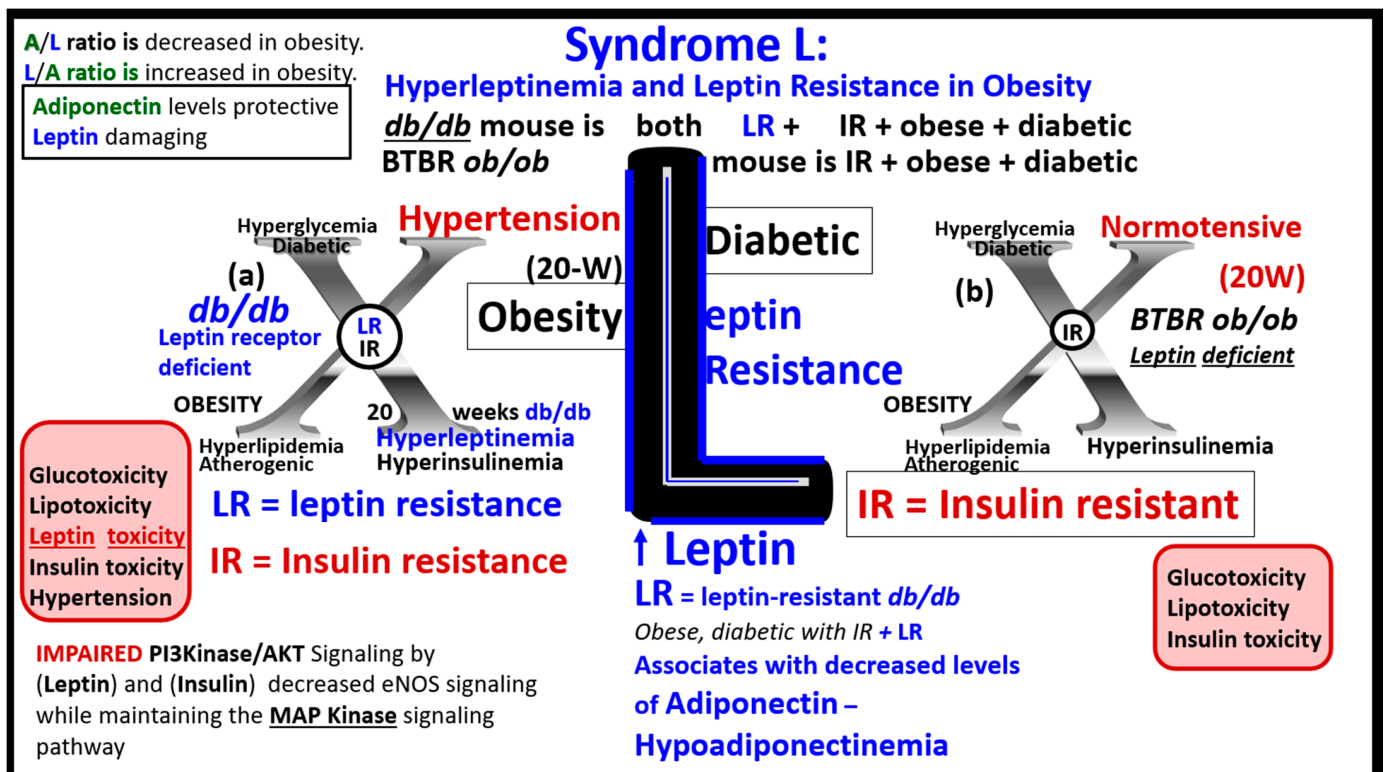 A/L ratio is decreased in obesity.
L/A ratio is increased in obesity.
Adiponectin levels protective
Leptin damaging
Syndrome L:
Hyperleptinemia and Leptin Resistance in Obesity
db/db mouse is both LR + IR + obese + diabetic
BTBR ob/ob mouse is IR + obese + diabetic
Hyperglycemia
Diabetic
Hypertension
(20-W)
(a)
db/db
Leptin receptor
deficient
LR
IR
Obesity
OBESITY
20 weeks db/db
Hyperleptinemia
Hyperinsulinemia
Hyperlipidemia
Atherogenic
Glucotoxicity
Lipotoxicity
Leptin toxicity
Insulin toxicity
Hypertension
LR = leptin resistance
IR = Insulin resistance
IMPAIRED PI3Kinase/AKT Signaling by
(Leptin) and (Insulin) decreased eNOS signaling
while maintaining the MAP Kinase signaling
pathway
Diabetic
L
eptin
Resistance
↑ Leptin
LR = leptin-resistant db/db
Obese, diabetic with IR + LR
Associates with decreased levels
of Adiponectin –
Hypoadiponectinemia
Hyperglycemia
Diabetic
Normotensive
(20W)
(b)
IR
BTBR ob/ob
Leptin deficient
OBESITY
Hyperlipidemia
Atherogenic
Hyperinsulinemia
IR = Insulin resistant
Glucotoxicity
Lipotoxicity
Insulin toxicity